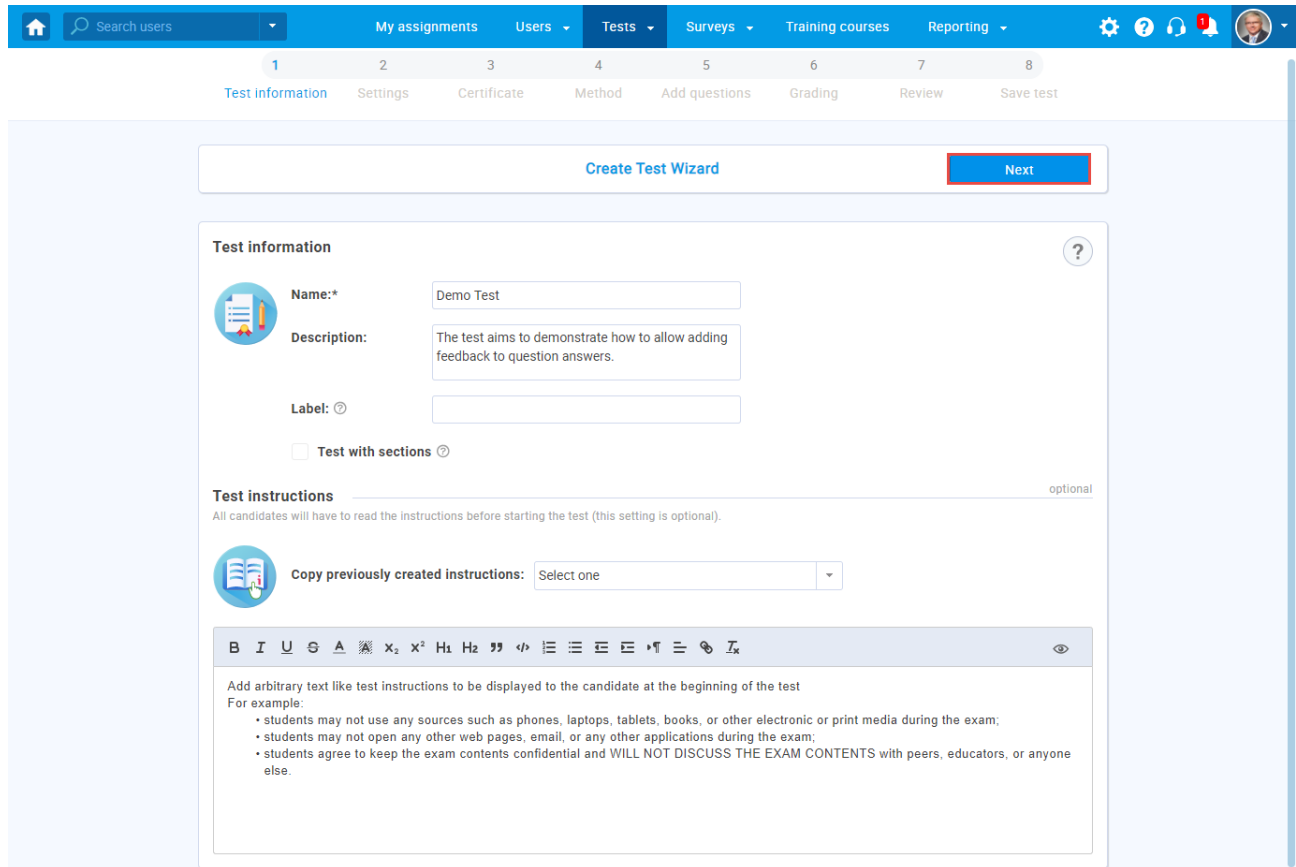 Search users
My assignments Users Tests Surveys Training courses Reporting
1
1 2 3 4 5 6 7 8
Test information Settings Certificate Method Add questions Grading Review Save test
Create Test Wizard Next
Test information
?
Name:* Demo Test
Description: The test aims to demonstrate how to allow adding
feedback to question answers.
Label: ?
Test with sections ?
Test instructions optional
All candidates will have to read the instructions before starting the test (this setting is optional).
Copy previously created instructions: Select one
B I U S A A X₂ X² H1 H2 ” </> ¶ Tx
Add arbitrary text like test instructions to be displayed to the candidate at the beginning of the test
For example:
• students may not use any sources such as phones, laptops, tablets, books, or other electronic or print media during the exam;
• students may not open any other web pages, email, or any other applications during the exam;
• students agree to keep the exam contents confidential and WILL NOT DISCUSS THE EXAM CONTENTS with peers, educators, or anyone
else.